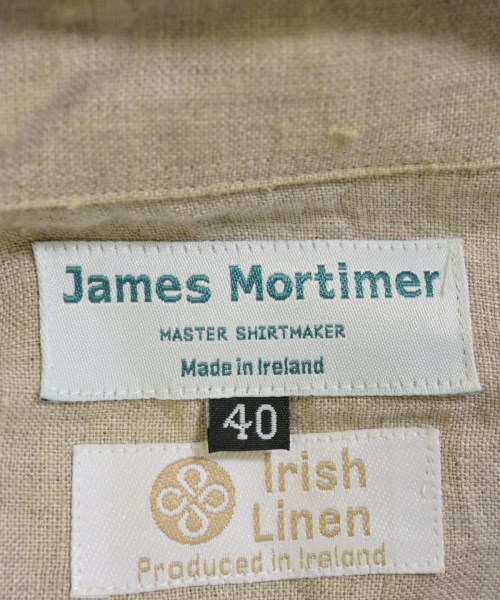 James Mortimer
MASTER SHIRTMAKER
Made in Ireland
40
Irish
Linen
Produced in Ireland